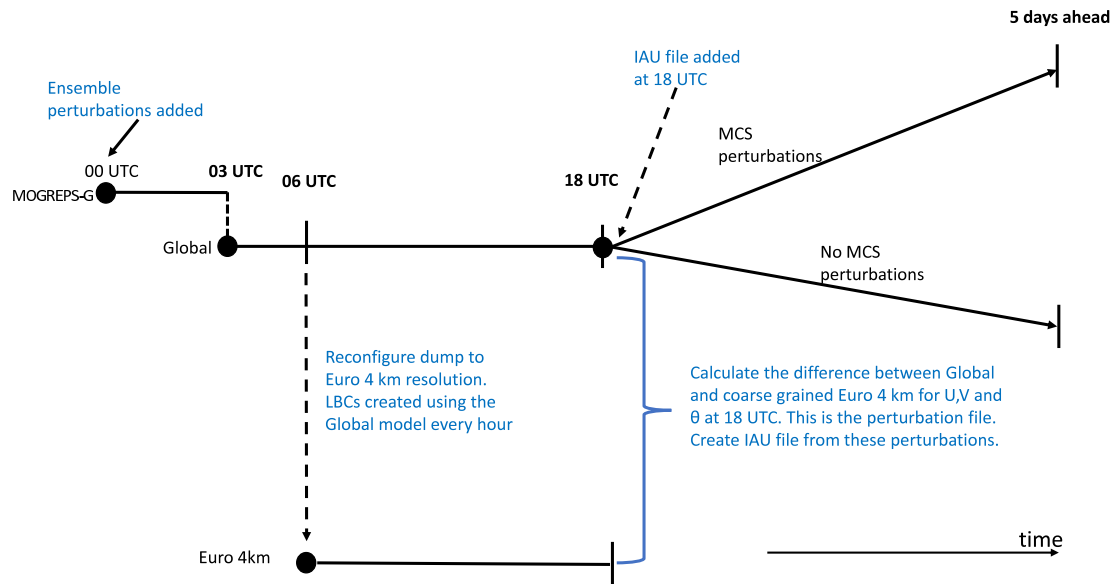 5 days ahead
IAU file added
at 18 UTC
Ensemble
perturbations added
MCS
perturbations
00 UTC
03 UTC
06 UTC
18 UTC
MOGREPS-G
Global
No MCS
perturbations
Reconfigure dump to
Euro 4 km resolution.
LBCs created using the
Global model every hour
Calculate the difference between Global
and coarse grained Euro 4 km for U,V and
θ at 18 UTC. This is the perturbation file.
Create IAU file from these perturbations.
time
Euro 4km